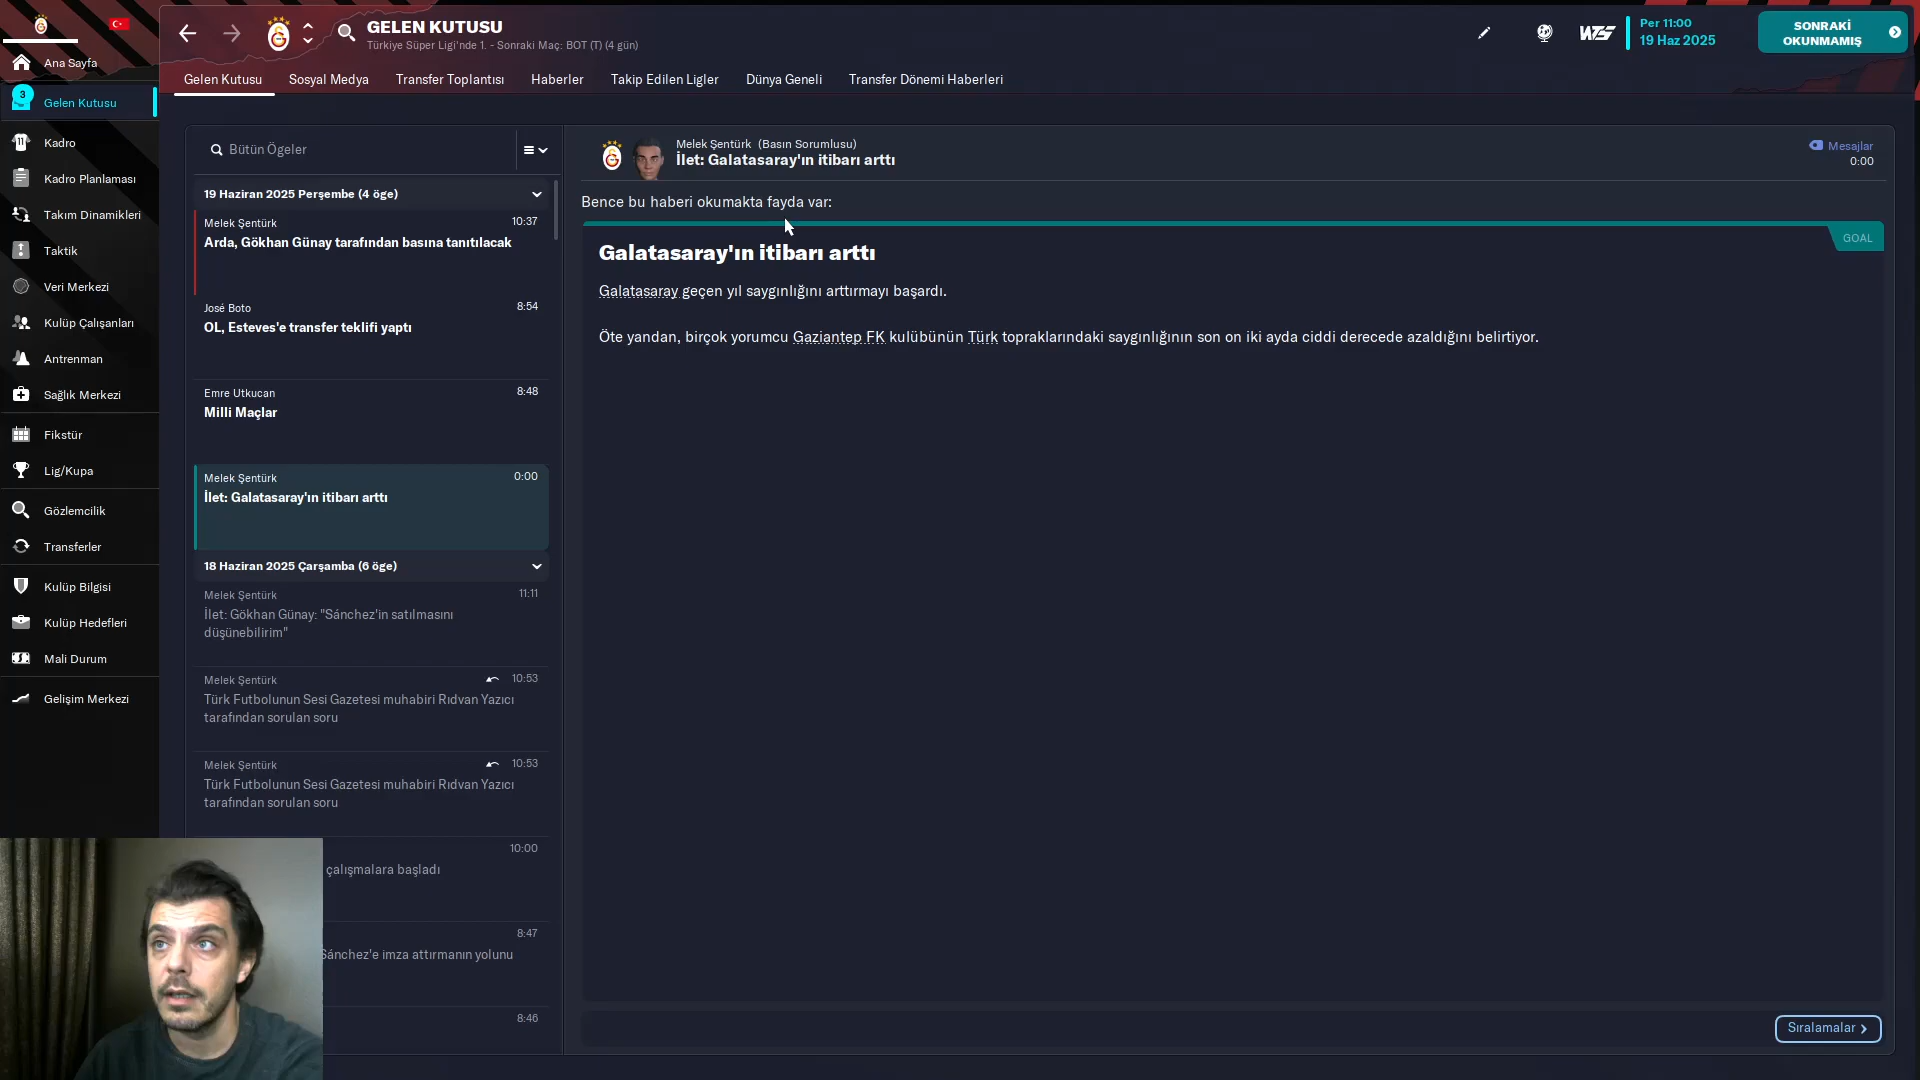 GELEN KUTUSU
Türkiye Süper Ligi'nde 1. - Sonraki Maç: BOT (T) (4 gün)
Per 11:00
19 Haz 2025
SONRAKİ
OKUNMAMIŞ
Gelen Kutusu
Sosyal Medya
Transfer Toplantısı
Haberler
Takip Edilen Ligler
Dünya Geneli
Transfer Dönemi Haberleri
Ana Sayfa
3
Gelen Kutusu
Kadro
Kadro Planlaması
Takım Dinamikleri
Taktik
Veri Merkezi
Kulüp Çalışanları
Antrenman
Sağlık Merkezi
Fikstür
Lig/Kupa
Gözlemcilik
Transferler
Kulüp Bilgisi
Kulüp Hedefleri
Mali Durum
Gelişim Merkezi
Bütün Ögeler
19 Haziran 2025 Perşembe (4 öge)
Melek Şentürk 10:37
Arda, Gökhan Günay tarafından basına tanıtılacak
José Boto 8:54
OL, Esteves'e transfer teklifi yaptı
Emre Utkucan 8:48
Milli Maçlar
Melek Şentürk 0:00
İlet: Galatasaray'ın itibarı arttı
18 Haziran 2025 Çarşamba (6 öge)
Melek Şentürk 11:11
İlet: Gökhan Günay: "Sánchez'in satılmasını
düşünebilirim"
Melek Şentürk 10:53
Türk Futbolunun Sesi Gazetesi muhabiri Rıdvan Yazıcı
tarafından sorulan soru
Melek Şentürk 10:53
Türk Futbolunun Sesi Gazetesi muhabiri Rıdvan Yazıcı
tarafından sorulan soru
10:00
çalışmalara başladı
8:47
Sánchez'e imza attırmanın yolunu
8:46
Melek Şentürk (Basın Sorumlusu)
İlet: Galatasaray'ın itibarı arttı
Mesajlar
0:00
Bence bu haberi okumakta fayda var:
GOAL
Galatasaray'ın itibarı arttı
Galatasaray geçen yıl saygınlığını arttırmayı başardı.
Öte yandan, birçok yorumcu Gaziantep FK kulübünün Türk topraklarındaki saygınlığının son on iki ayda ciddi derecede azaldığını belirtiyor.
Sıralamalar